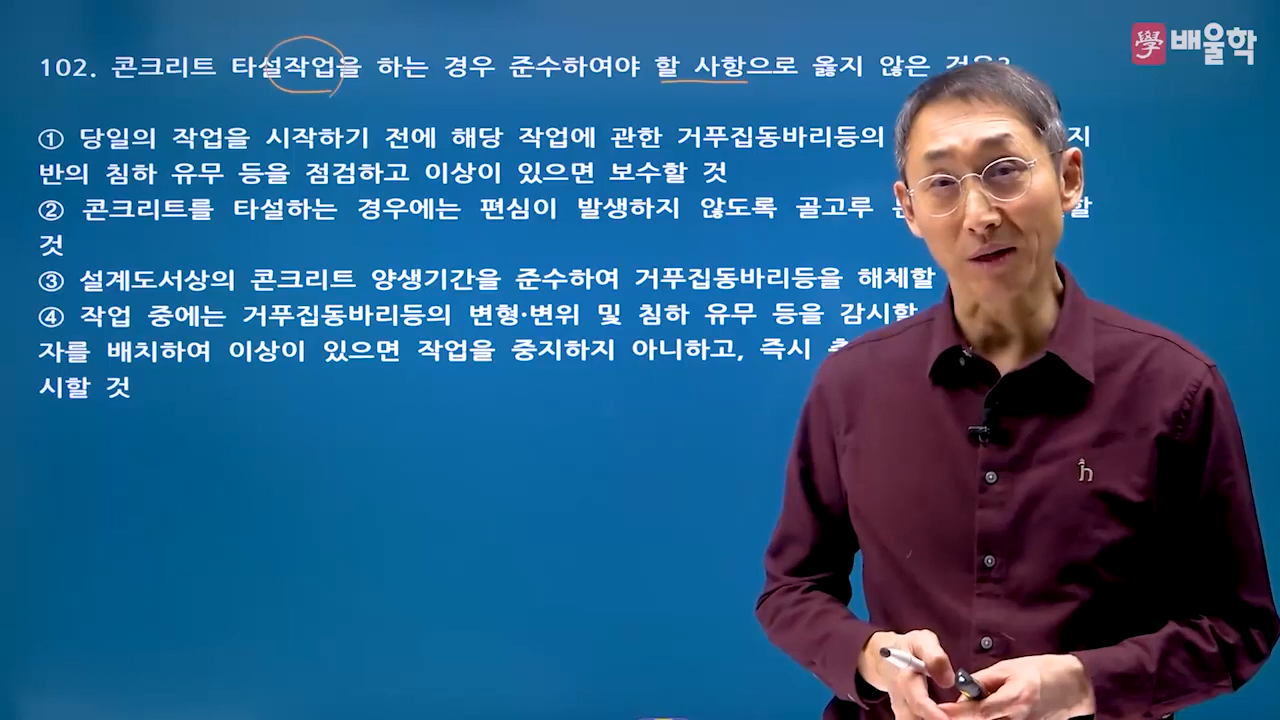 102. 콘크리트 타설작업을 하는 경우 준수하여야 할 사항으로 옳지 않은
學 배울학
① 당일의 작업을 시작하기 전에 해당 작업에 관한 거푸집동바리등의 지
반의 침하 유무 등을 점검하고 이상이 있으면 보수할 것
② 콘크리트를 타설하는 경우에는 편심이 발생하지 않도록 골고루
것
③ 설계도서상의 콘크리트 양생기간을 준수하여 거푸집동바리등을 해체할
④ 작업 중에는 거푸집동바리등의 변형·변위 및 침하 유무 등을 감시할
자를 배치하여 이상이 있으면 작업을 중지하지 아니하고, 즉시
시할 것